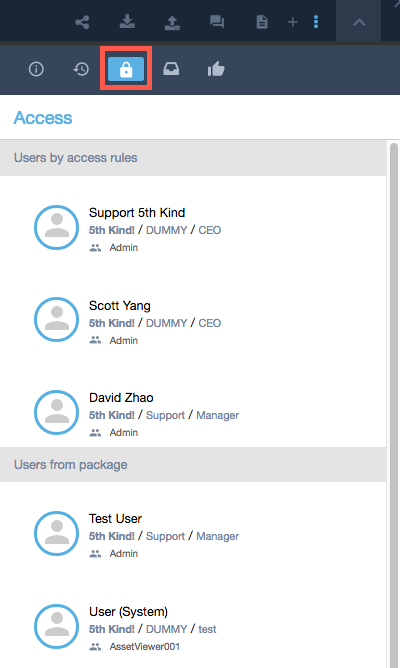 Access
Users by access rules
Support 5th Kind
5th Kind! / DUMMY / CEO
Admin
Scott Yang
5th Kind! / DUMMY / CEO
Admin
David Zhao
5th Kind! / Support / Manager
Admin
Users from package
Test User
5th Kind! / Support / Manager
Admin
User (System)
5th Kind! / DUMMY / test
AssetViewer001